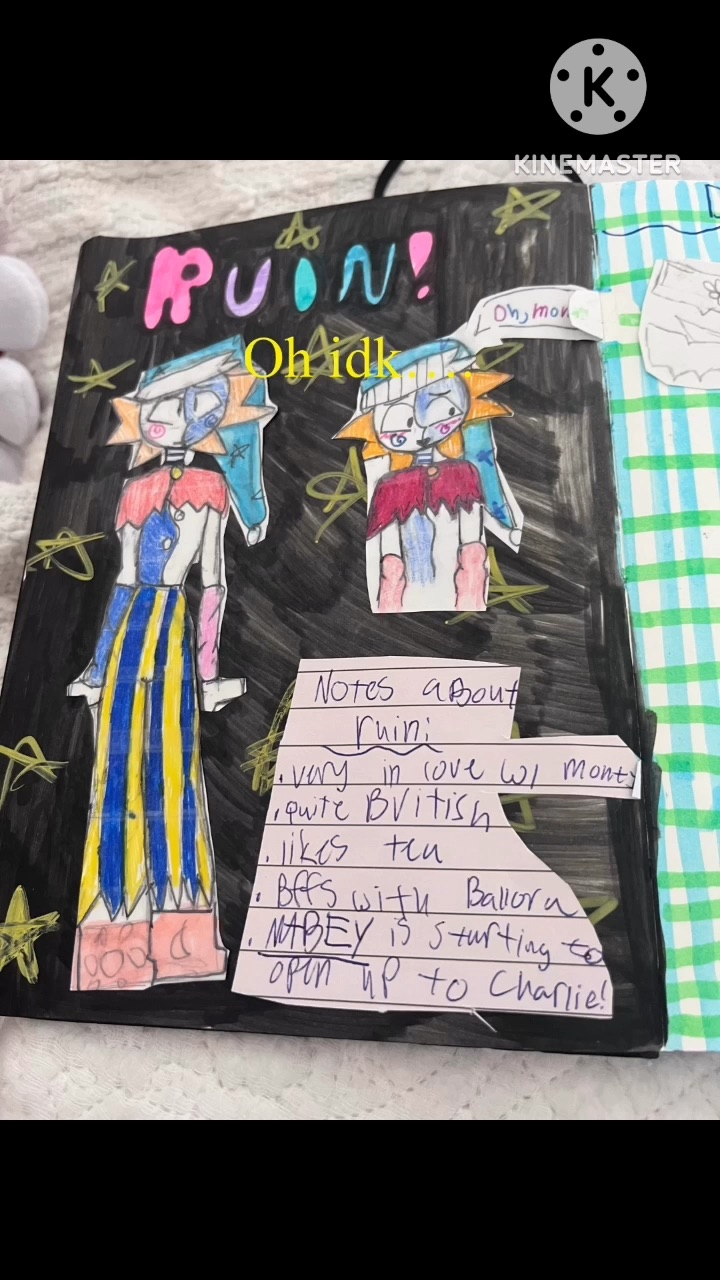 K
KINEMASTER
RUIN!
Oh, mon
Oh idk.....
Notes about
ruin:
• very in love w/ Monty
• quite British
• likes tea
• Bffs with Ballora
• MABEY is starting to
open up to Charlie!